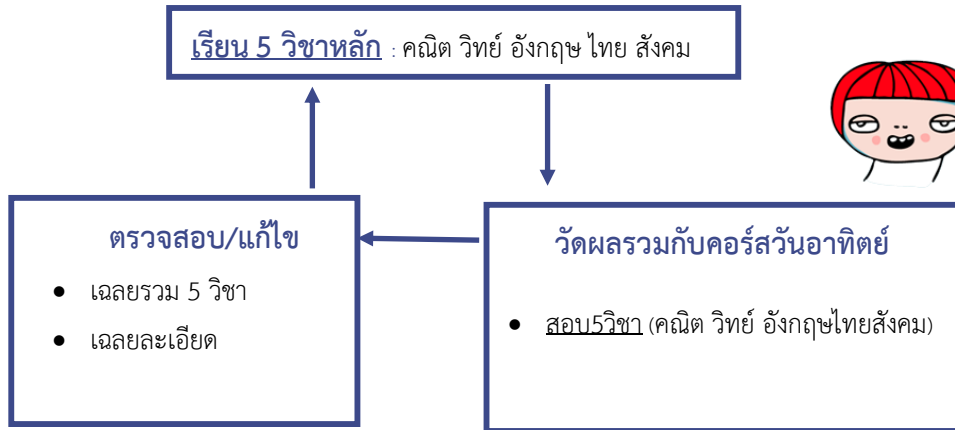 เรียน 5 วิชาหลัก : คณิต วิทย์ อังกฤษ ไทย สังคม
ตรวจสอบ/แก้ไข
• เฉลยรวม 5 วิชา
• เฉลยละเอียด
วัดผลรวมกับคอร์สวันอาทิตย์
• สอบ5วิชา (คณิต วิทย์ อังกฤษไทยสังคม)